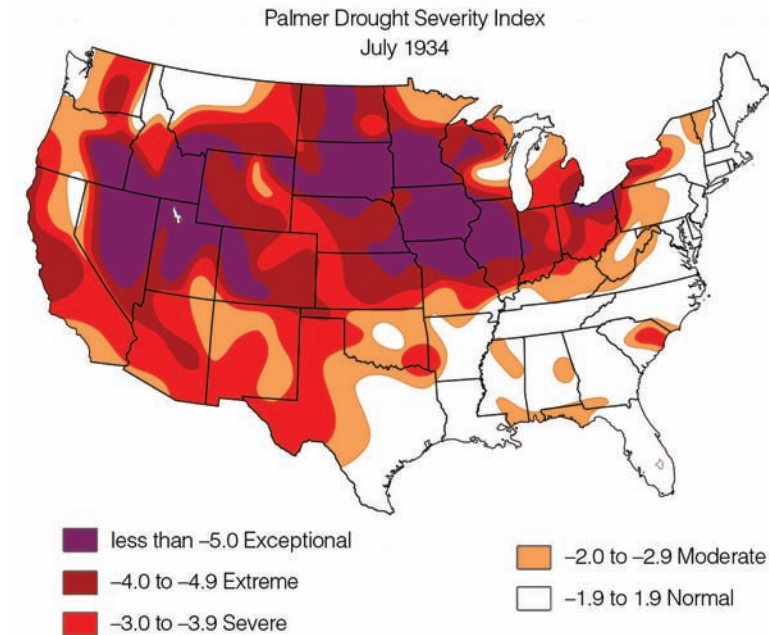 Palmer Drought Severity Index
July 1934
less than –5.0 Exceptional
–4.0 to –4.9 Extreme
–3.0 to –3.9 Severe
–2.0 to –2.9 Moderate
–1.9 to 1.9 Normal